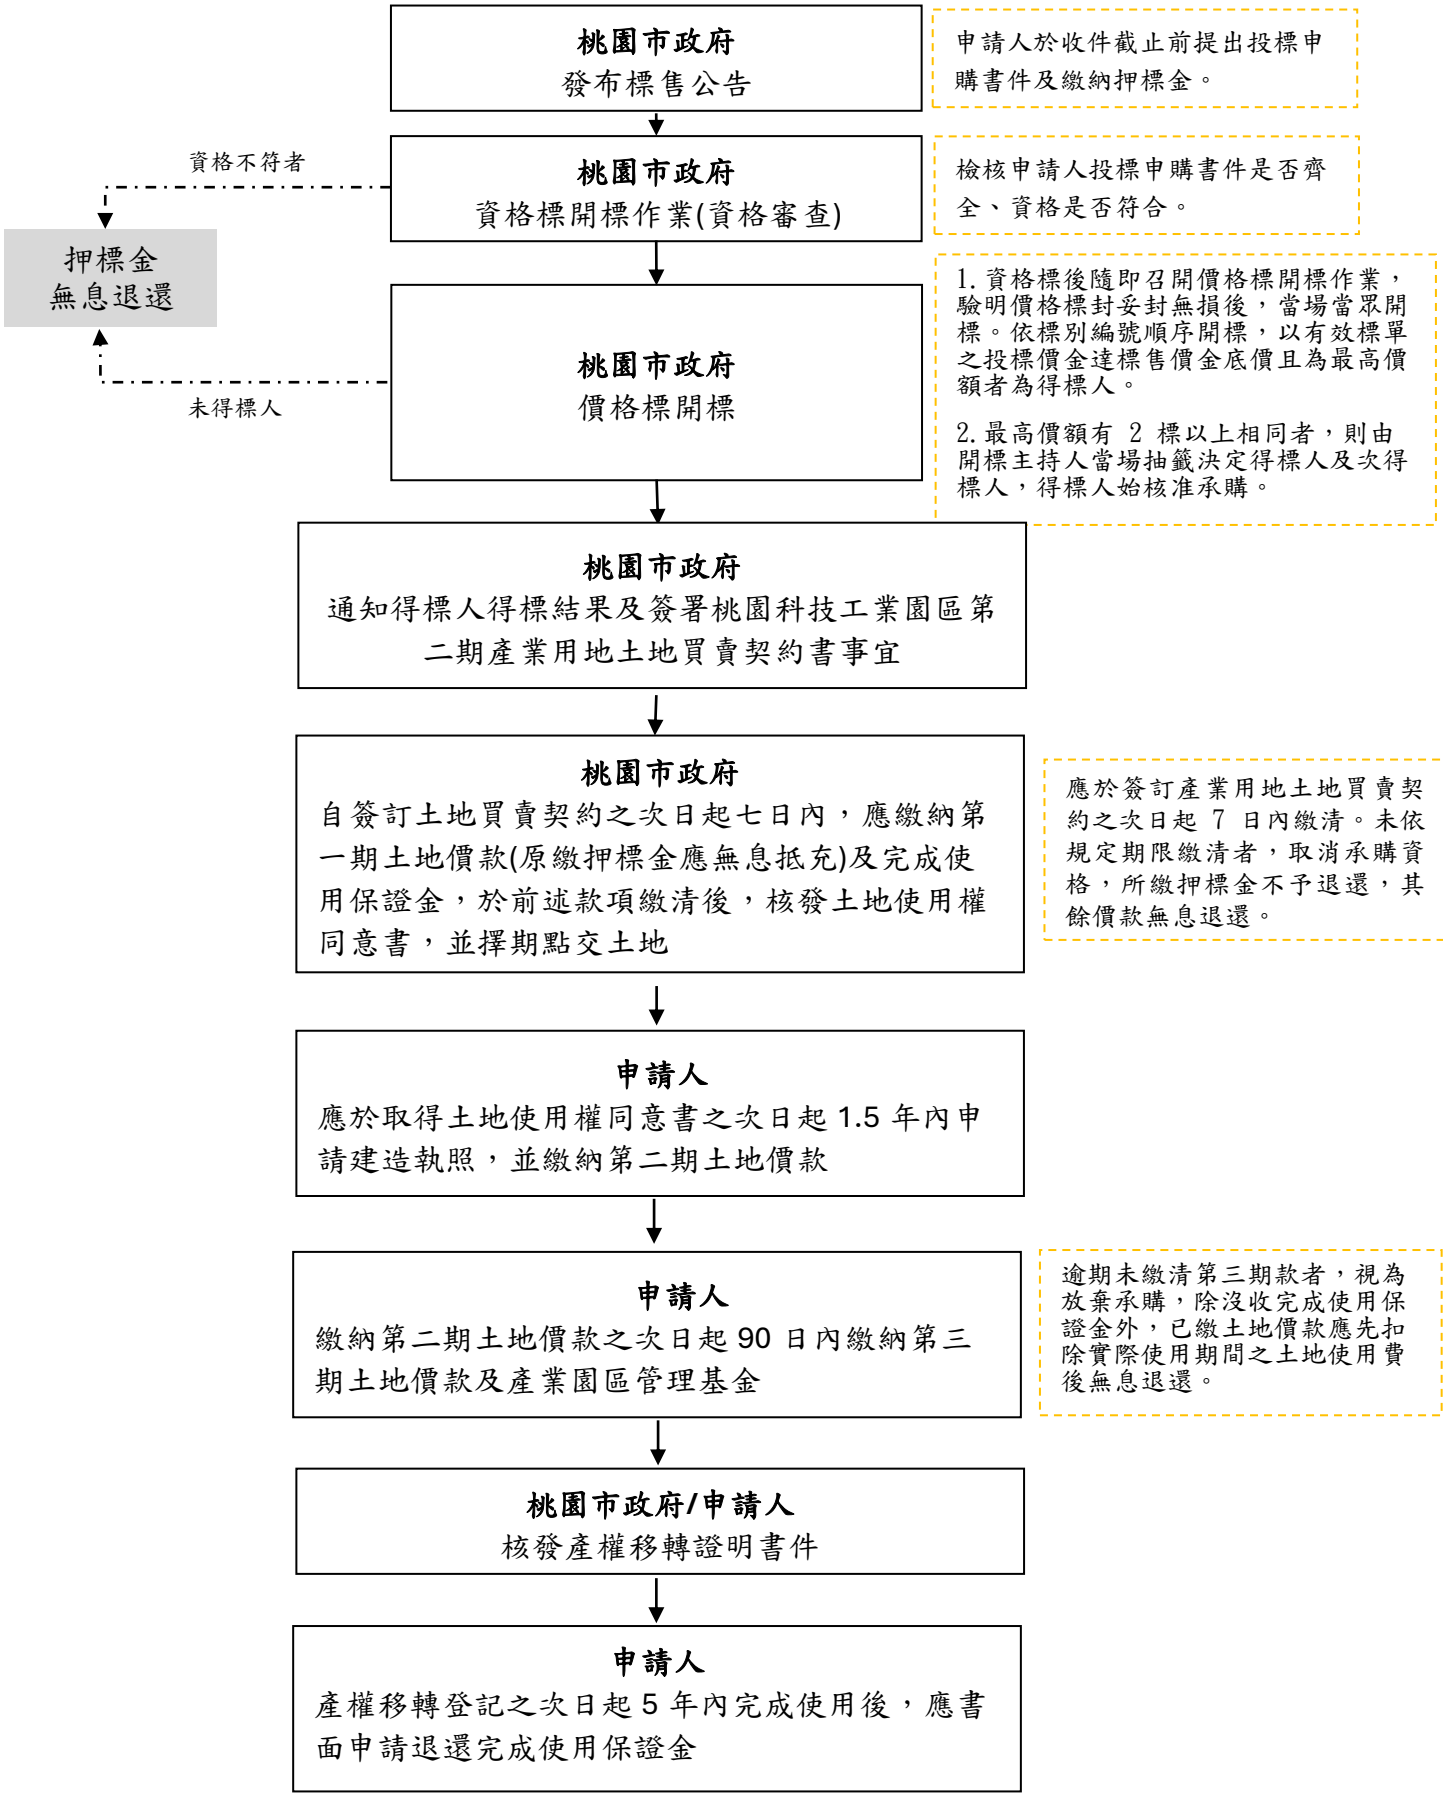 桃園市政府
發布標售公告
申請人於收件截止前提出投標申
購書件及繳納押標金。
資格不符者
桃園市政府
資格標開標作業(資格審查)
檢核申請人投標申購書件是否齊
全、資格是否符合。
押標金
無息退還
桃園市政府
價格標開標
未得標人
1.資格標後隨即召開價格標開標作業，
驗明價格標封妥封無損後，當場當眾開
標。依標別編號順序開標，以有效標單
之投標價金達標售價金底價且為最高價
額者為得標人。
2.最高價額有 2 標以上相同者，則由
開標主持人當場抽籤決定得標人及次得
標人，得標人始核准承購。
桃園市政府
通知得標人得標結果及簽署桃園科技工業園區第
二期產業用地土地買賣契約書事宜
桃園市政府
自簽訂土地買賣契約之次日起七日內，應繳納第
一期土地價款(原繳押標金應無息抵充)及完成使
用保證金，於前述款項繳清後，核發土地使用權
同意書，並擇期點交土地
應於簽訂產業用地土地買賣契
約之次日起 7 日內繳清。未依
規定期限繳清者，取消承購資
格，所繳押標金不予退還，其
餘價款無息退還。
申請人
應於取得土地使用權同意書之次日起 1.5 年內申
請建造執照，並繳納第二期土地價款
申請人
繳納第二期土地價款之次日起 90 日內繳納第三
期土地價款及產業園區管理基金
逾期未繳清第三期款者，視為
放棄承購，除沒收完成使用保
證金外，已繳土地價款應先扣
除實際使用期間之土地使用費
後無息退還。
桃園市政府/申請人
核發產權移轉證明書件
申請人
產權移轉登記之次日起 5 年內完成使用後，應書
面申請退還完成使用保證金